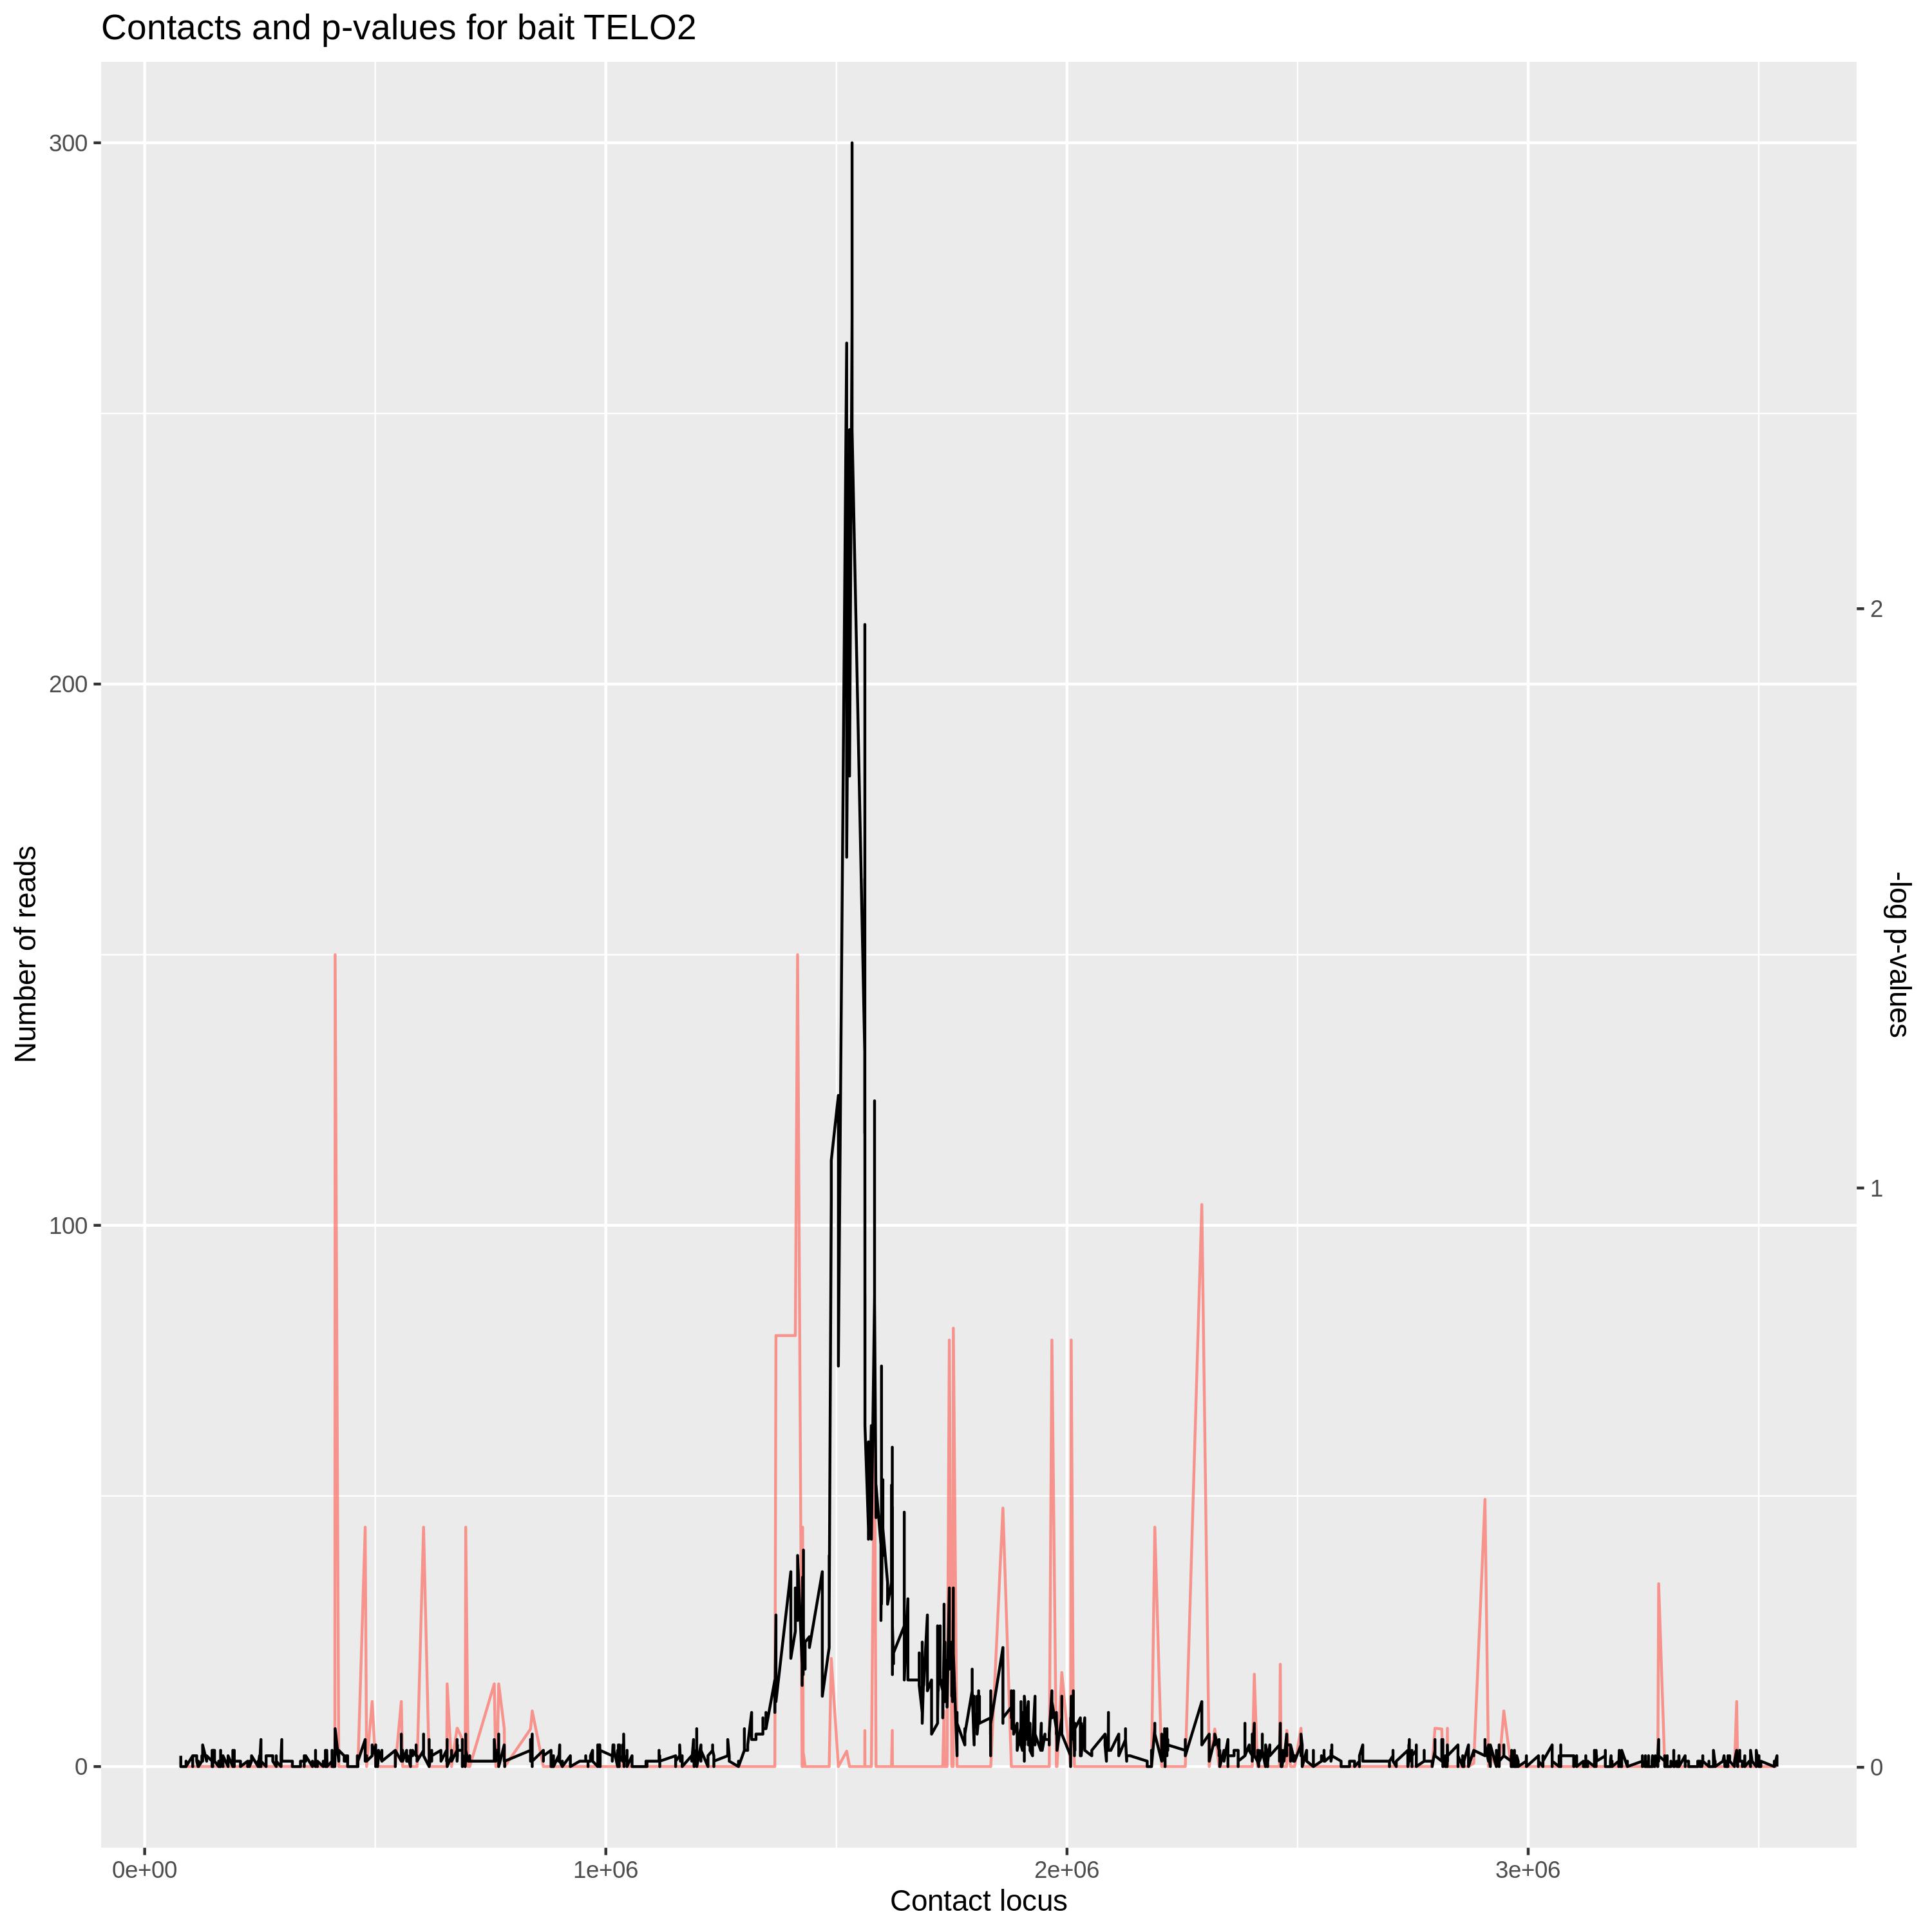 Contacts and p-values for bait TELO2
300
200
100
0
Number of reads
2
1
0
-log p-values
0e+00
1e+06
2e+06
3e+06
Contact locus